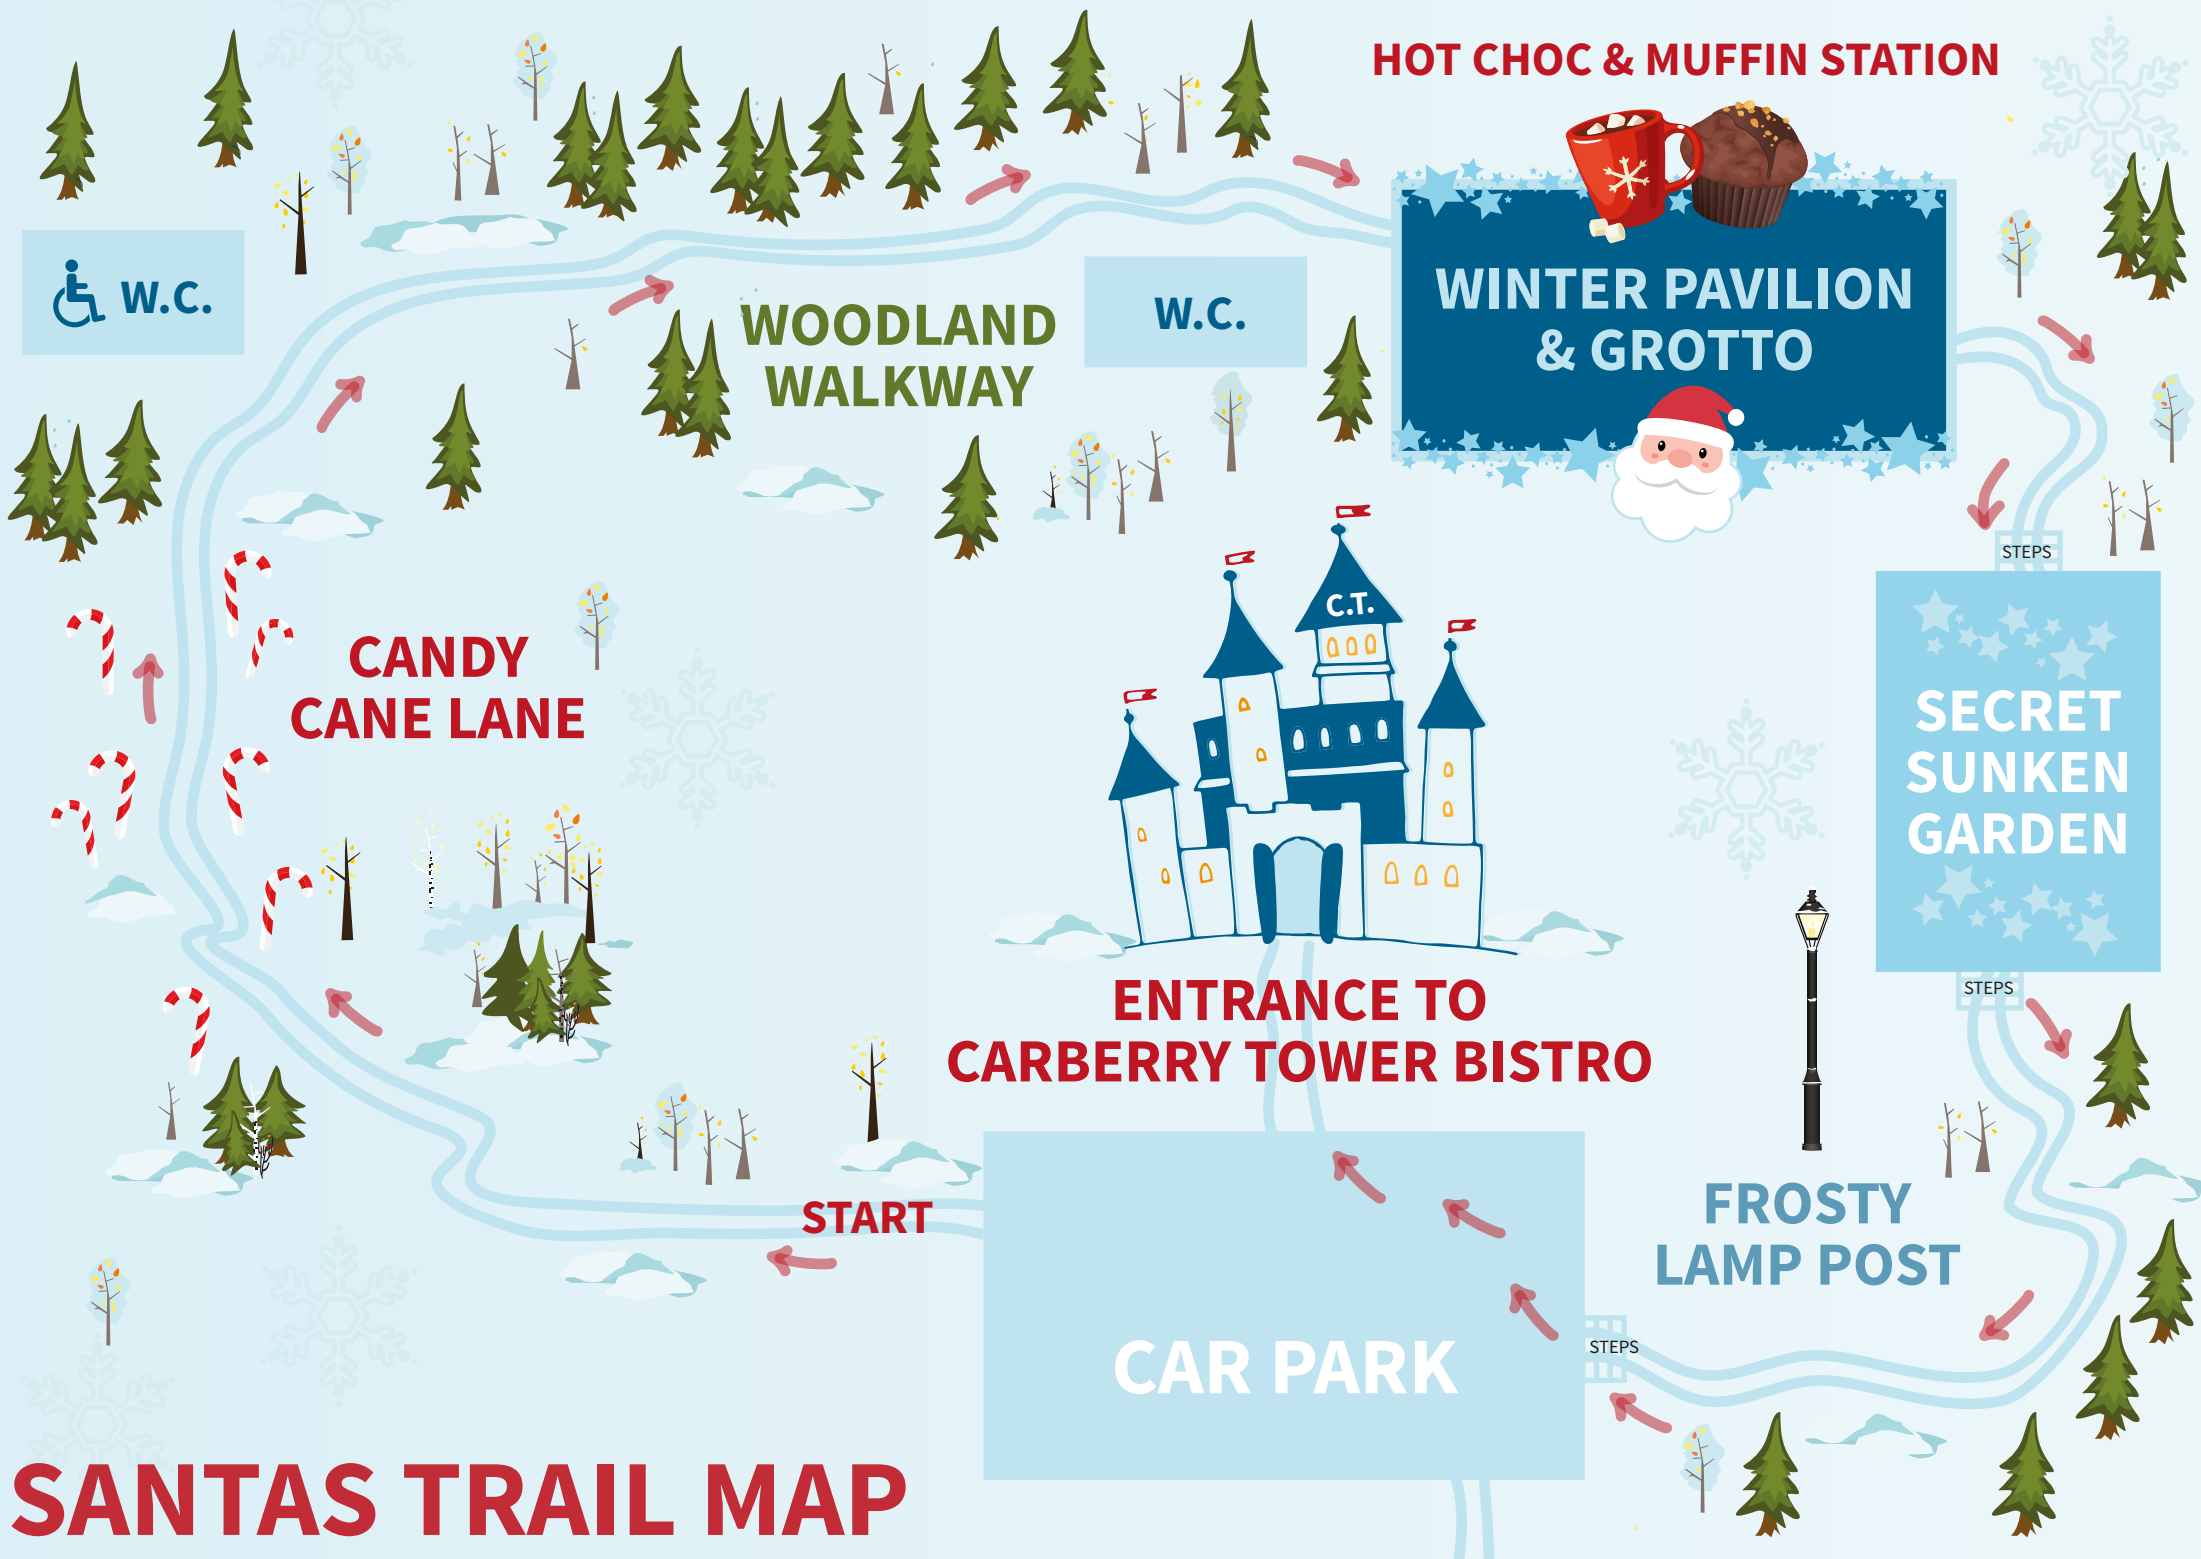 HOT CHOC & MUFFIN STATION
W.C.
WOODLAND
WALKWAY
W.C.
WINTER PAVILION
& GROTTO
STEPS
C.T.
CANDY
CANE LANE
SECRET
SUNKEN
GARDEN
STEPS
ENTRANCE TO
CARBERRY TOWER BISTRO
START
FROSTY
LAMP POST
STEPS
CAR PARK
SANTAS TRAIL MAP